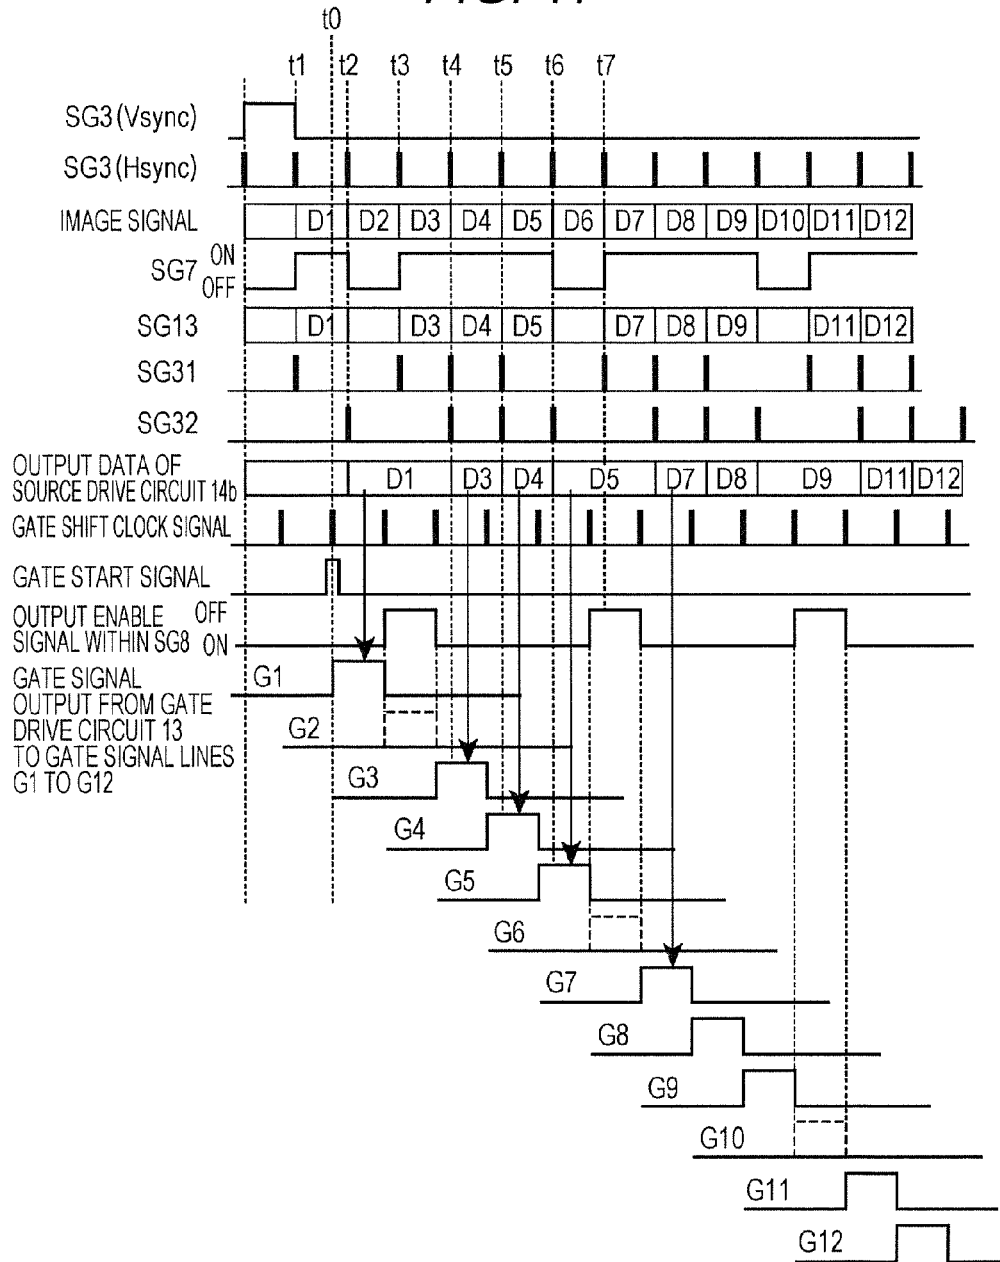 t0
t1 t2 t3 t4 t5 t6 t7
SG3 (Vsync)
SG3 (Hsync)
IMAGE SIGNAL D1 D2 D3 D4 D5 D6 D7 D8 D9 D10 D11 D12
SG7 ON
OFF
SG13 D1 D3 D4 D5 D7 D8 D9 D11 D12
SG31
SG32
OUTPUT DATA OF
SOURCE DRIVE CIRCUIT 14b D1 D3 D4 D5 D7 D8 D9 D11 D12
GATE SHIFT CLOCK SIGNAL
GATE START SIGNAL
OUTPUT ENABLE OFF
SIGNAL WITHIN SG8 ON
GATE SIGNAL G1
OUTPUT FROM GATE
DRIVE CIRCUIT 13 G2
TO GATE SIGNAL LINES
G1 TO G12 G3
G4
G5
G6
G7
G8
G9
G10
G11
G12